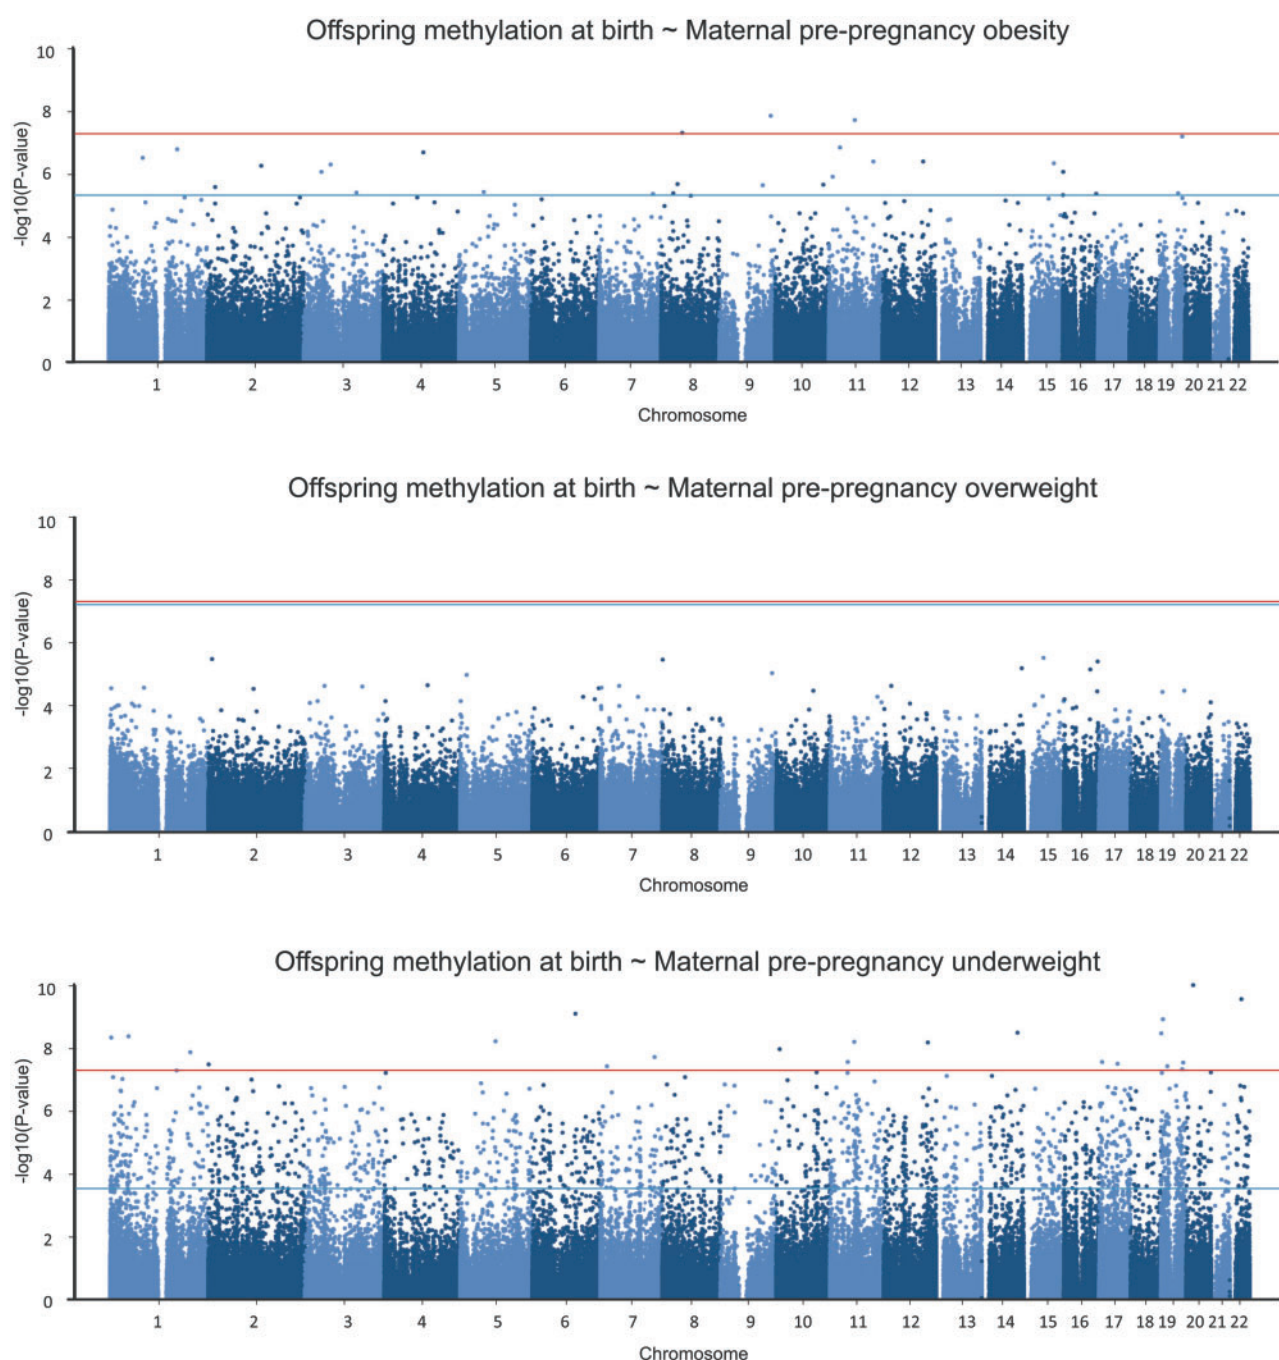 Offspring methylation at birth ~ Maternal pre-pregnancy obesity
10
8
6
4
2
0
-log10(P-value)
1 2 3 4 5 6 7 8 9 10 11 12 13 14 15 16 17 18 19 20 21 22
Chromosome
Offspring methylation at birth ~ Maternal pre-pregnancy overweight
10
8
6
4
2
0
-log10(P-value)
1 2 3 4 5 6 7 8 9 10 11 12 13 14 15 16 17 18 19 20 21 22
Chromosome
Offspring methylation at birth ~ Maternal pre-pregnancy underweight
10
8
6
4
2
0
-log10(P-value)
1 2 3 4 5 6 7 8 9 10 11 12 13 14 15 16 17 18 19 20 21 22
Chromosome